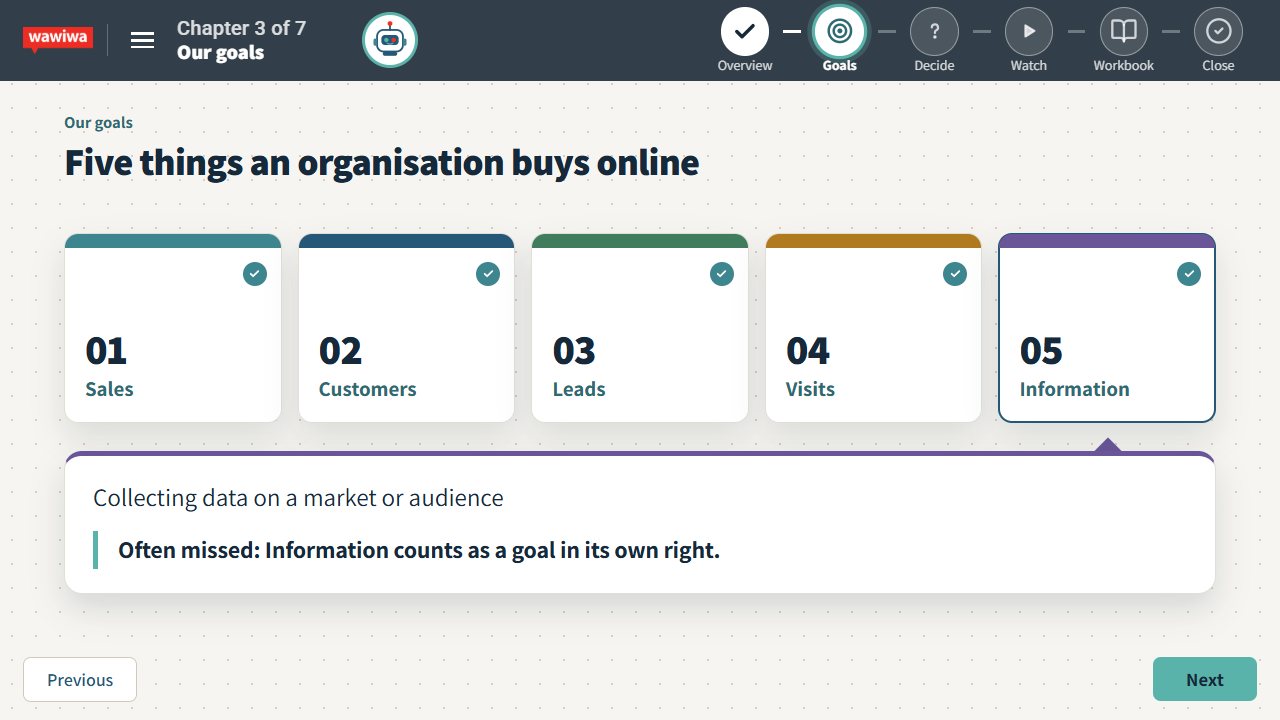 wawiwa
Chapter 3 of 7
Our goals
Overview
Goals
?
Decide
Watch
Workbook
Close
Our goals
Five things an organisation buys online
01
Sales
02
Customers
03
Leads
04
Visits
05
Information
Collecting data on a market or audience
Often missed: Information counts as a goal in its own right.
Previous
Next